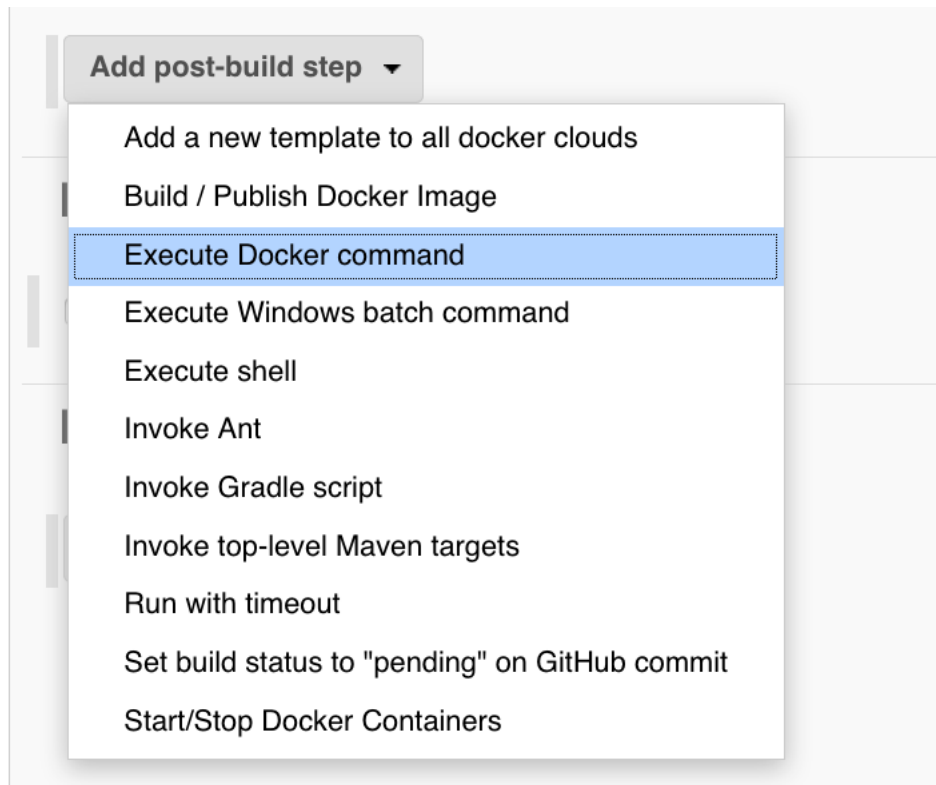 Add post-build step
Add a new template to all docker clouds
Build / Publish Docker Image
Execute Docker command
Execute Windows batch command
Execute shell
Invoke Ant
Invoke Gradle script
Invoke top-level Maven targets
Run with timeout
Set build status to "pending" on GitHub commit
Start/Stop Docker Containers